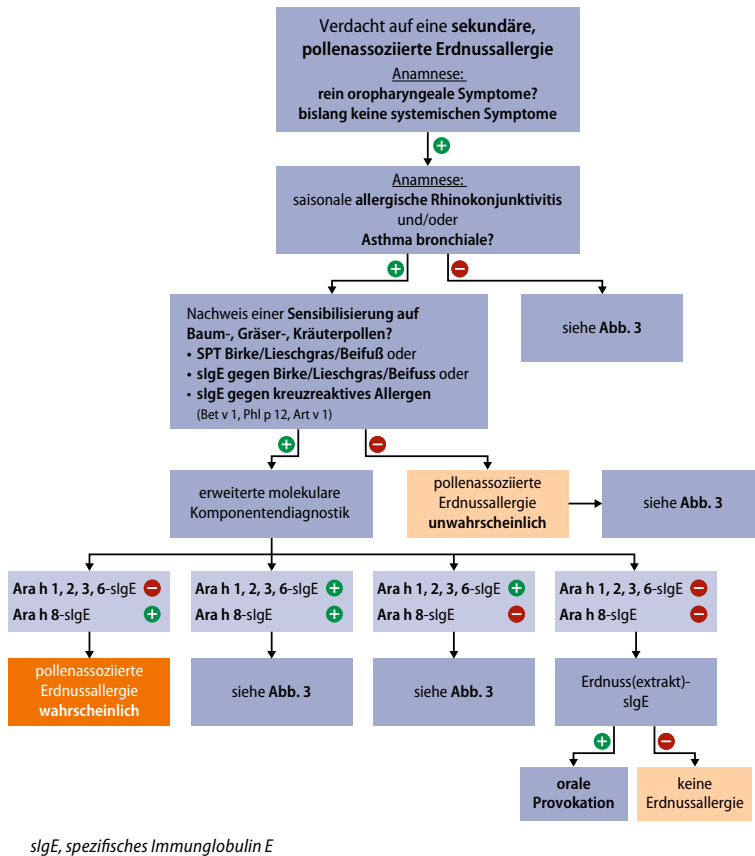 Verdacht auf eine sekundäre,
pollenassoziierte Erdnussallergie
Anamnese:
rein oropharyngeale Symptome?
bislang keine systemischen Symptome
+
Anamnese:
saisonale allergische Rhinokonjunktivitis
und/oder
Asthma bronchiale?
+ −
Nachweis einer Sensibilisierung auf
Baum-, Gräser-, Kräuterpollen?
• SPT Birke/Lieschgras/Beifuß oder
• sIgE gegen Birke/Lieschgras/Beifuss oder
• sIgE gegen kreuzreaktives Allergen
(Bet v 1, Phl p 12, Art v 1)
siehe Abb. 3
+ −
erweiterte molekulare
Komponentendiagnostik
pollenassoziierte
Erdnussallergie
unwahrscheinlich
siehe Abb. 3
Ara h 1, 2, 3, 6-sIgE −
Ara h 8-sIgE +
Ara h 1, 2, 3, 6-sIgE +
Ara h 8-sIgE +
Ara h 1, 2, 3, 6-sIgE +
Ara h 8-sIgE −
Ara h 1, 2, 3, 6-sIgE −
Ara h 8-sIgE −
pollenassoziierte
Erdnussallergie
wahrscheinlich
siehe Abb. 3
siehe Abb. 3
Erdnuss(extrakt)-
sIgE
+ −
orale
Provokation
keine
Erdnussallergie
sIgE, spezifisches Immunglobulin E